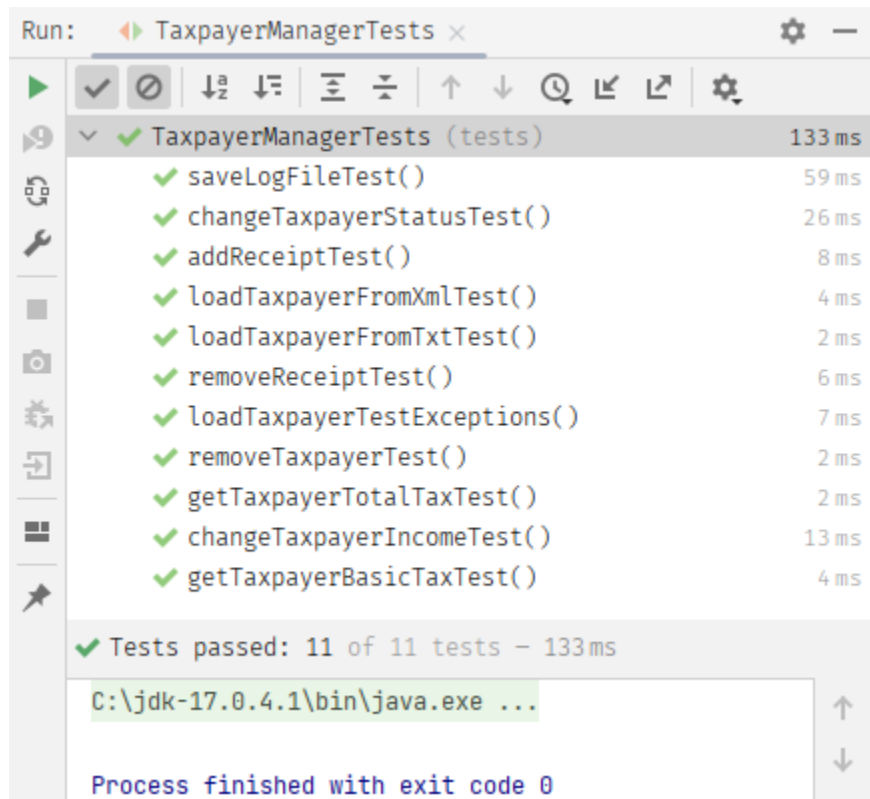 Run: TaxpayerManagerTests
TaxpayerManagerTests (tests) 133 ms
saveLogFileTest() 59 ms
changeTaxpayerStatusTest() 26 ms
addReceiptTest() 8 ms
loadTaxpayerFromXmlTest() 4 ms
loadTaxpayerFromTxtTest() 2 ms
removeReceiptTest() 6 ms
loadTaxpayerTestExceptions() 7 ms
removeTaxpayerTest() 2 ms
getTaxpayerTotalTaxTest() 2 ms
changeTaxpayerIncomeTest() 13 ms
getTaxpayerBasicTaxTest() 4 ms
Tests passed: 11 of 11 tests – 133 ms
C:\jdk-17.0.4.1\bin\java.exe ...
Process finished with exit code 0